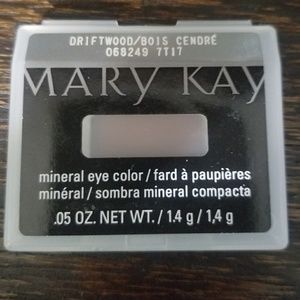 DRIFTWOOD/BOIS CENDRÉ
068249 7T17
MARY KAY
mineral eye color / fard à paupières
minéral / sombra mineral compacta
.05 OZ. NET WT. / 1.4 g / 1,4 g